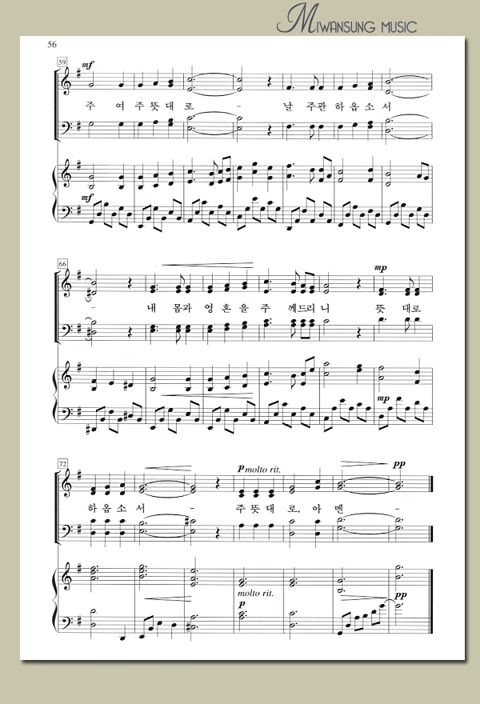 MIWANSUNG MUSIC
56
59
mf
주 여 주 뜻 대 로 - - 날 주관 하 옵 소 서
mf
66
mp
- 내 몸과 영 혼 을 주 께드리 니 뜻 대로
mp
72
P molto rit.
pp
하 옵 소 서 - - 주 뜻 대 로, 아 멘 -
molto rit.
p
pp